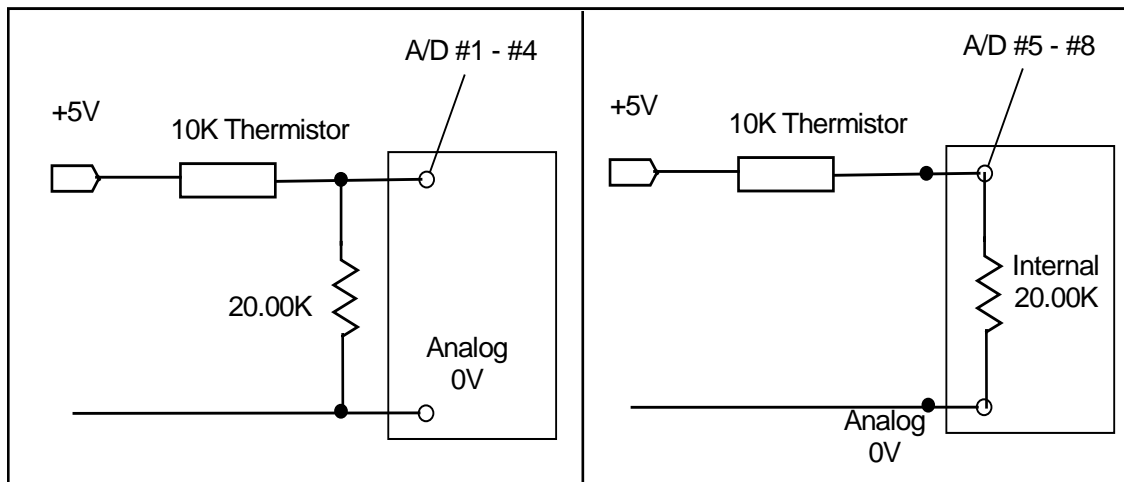 A/D #1 - #4
+5V
10K Thermistor
20.00K
Analog
0V
A/D #5 - #8
+5V
10K Thermistor
Internal
20.00K
Analog
0V